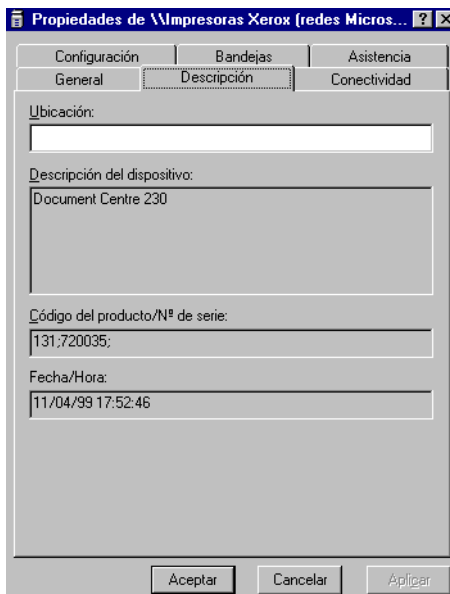 Propiedades de \\Impresoras Xerox (redes Micros...
Configuración Bandejas Asistencia
General Descripción Conectividad
Ubicación:
Descripción del dispositivo:
Document Centre 230
Código del producto/Nº de serie:
131;720035;
Fecha/Hora:
11/04/99 17:52:46
Aceptar Cancelar Aplicar